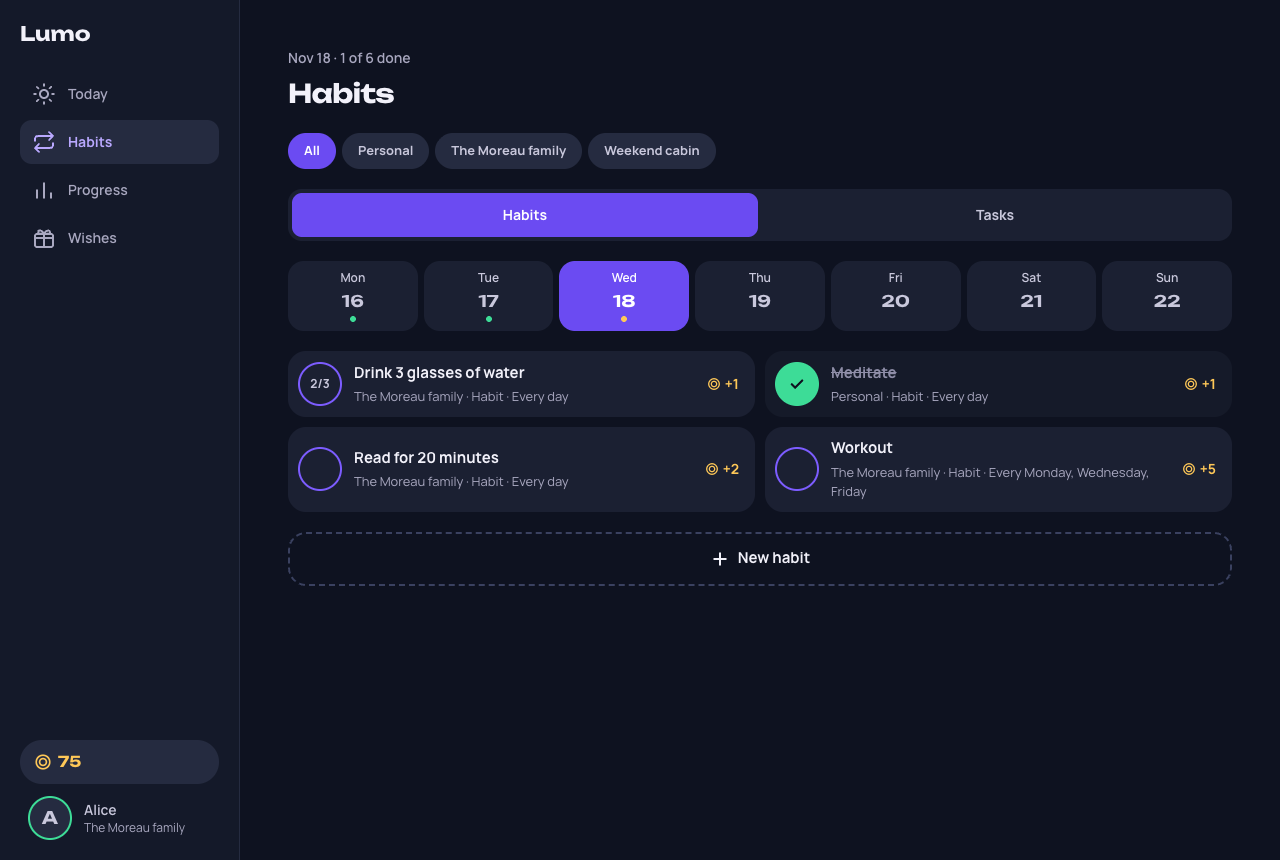 Lumo
Today
Habits
Progress
Wishes
75
A
Alice
The Moreau family
Nov 18 · 1 of 6 done
Habits
All
Personal
The Moreau family
Weekend cabin
Habits
Tasks
Mon
16
Tue
17
Wed
18
Thu
19
Fri
20
Sat
21
Sun
22
2/3
Drink 3 glasses of water
The Moreau family · Habit · Every day
+1
Meditate
Personal · Habit · Every day
+1
Read for 20 minutes
The Moreau family · Habit · Every day
+2
Workout
The Moreau family · Habit · Every Monday, Wednesday,
Friday
+5
New habit